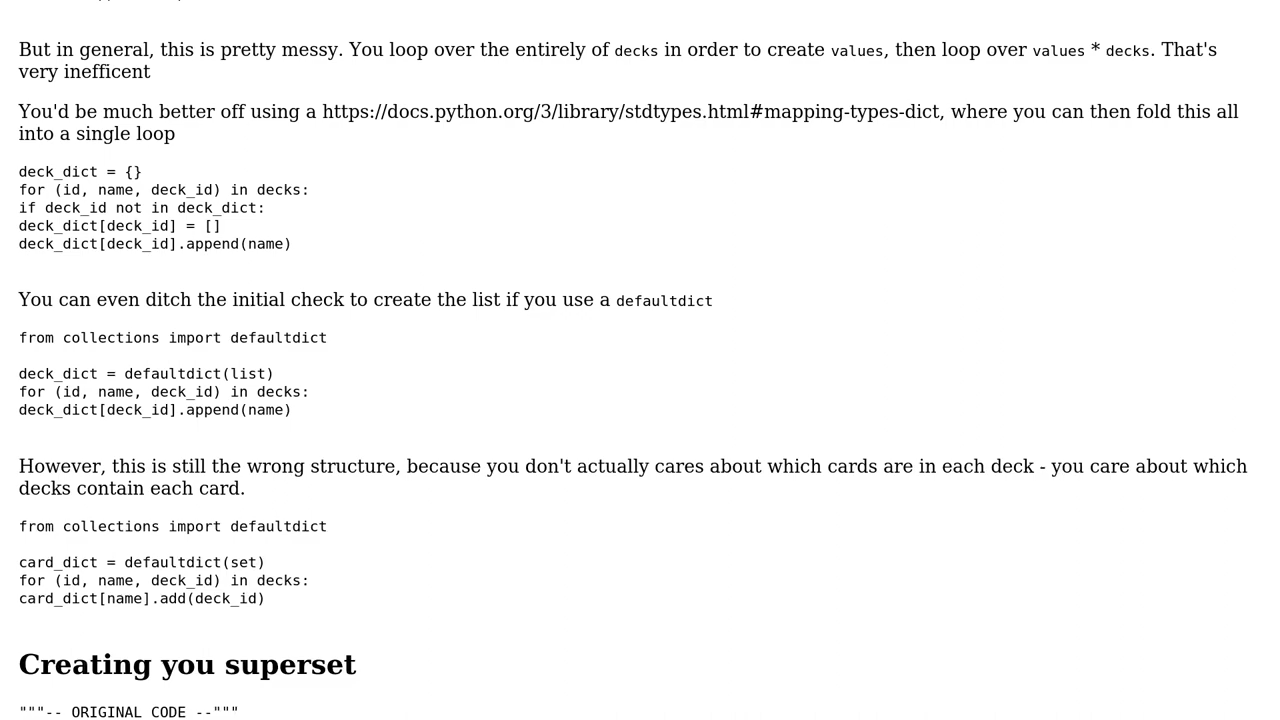 But in general, this is pretty messy. You loop over the entirely of decks in order to create values, then loop over values * decks. That's
very inefficent
You'd be much better off using a https://docs.python.org/3/library/stdtypes.html#mapping-types-dict, where you can then fold this all
into a single loop
deck_dict = {}
for (id, name, deck_id) in decks:
if deck_id not in deck_dict:
deck_dict[deck_id] = []
deck_dict[deck_id].append(name)
You can even ditch the initial check to create the list if you use a defaultdict
from collections import defaultdict
deck_dict = defaultdict(list)
for (id, name, deck_id) in decks:
deck_dict[deck_id].append(name)
However, this is still the wrong structure, because you don't actually cares about which cards are in each deck - you care about which
decks contain each card.
from collections import defaultdict
card_dict = defaultdict(set)
for (id, name, deck_id) in decks:
card_dict[name].add(deck_id)
Creating you superset
"""-- ORIGINAL CODE --"""